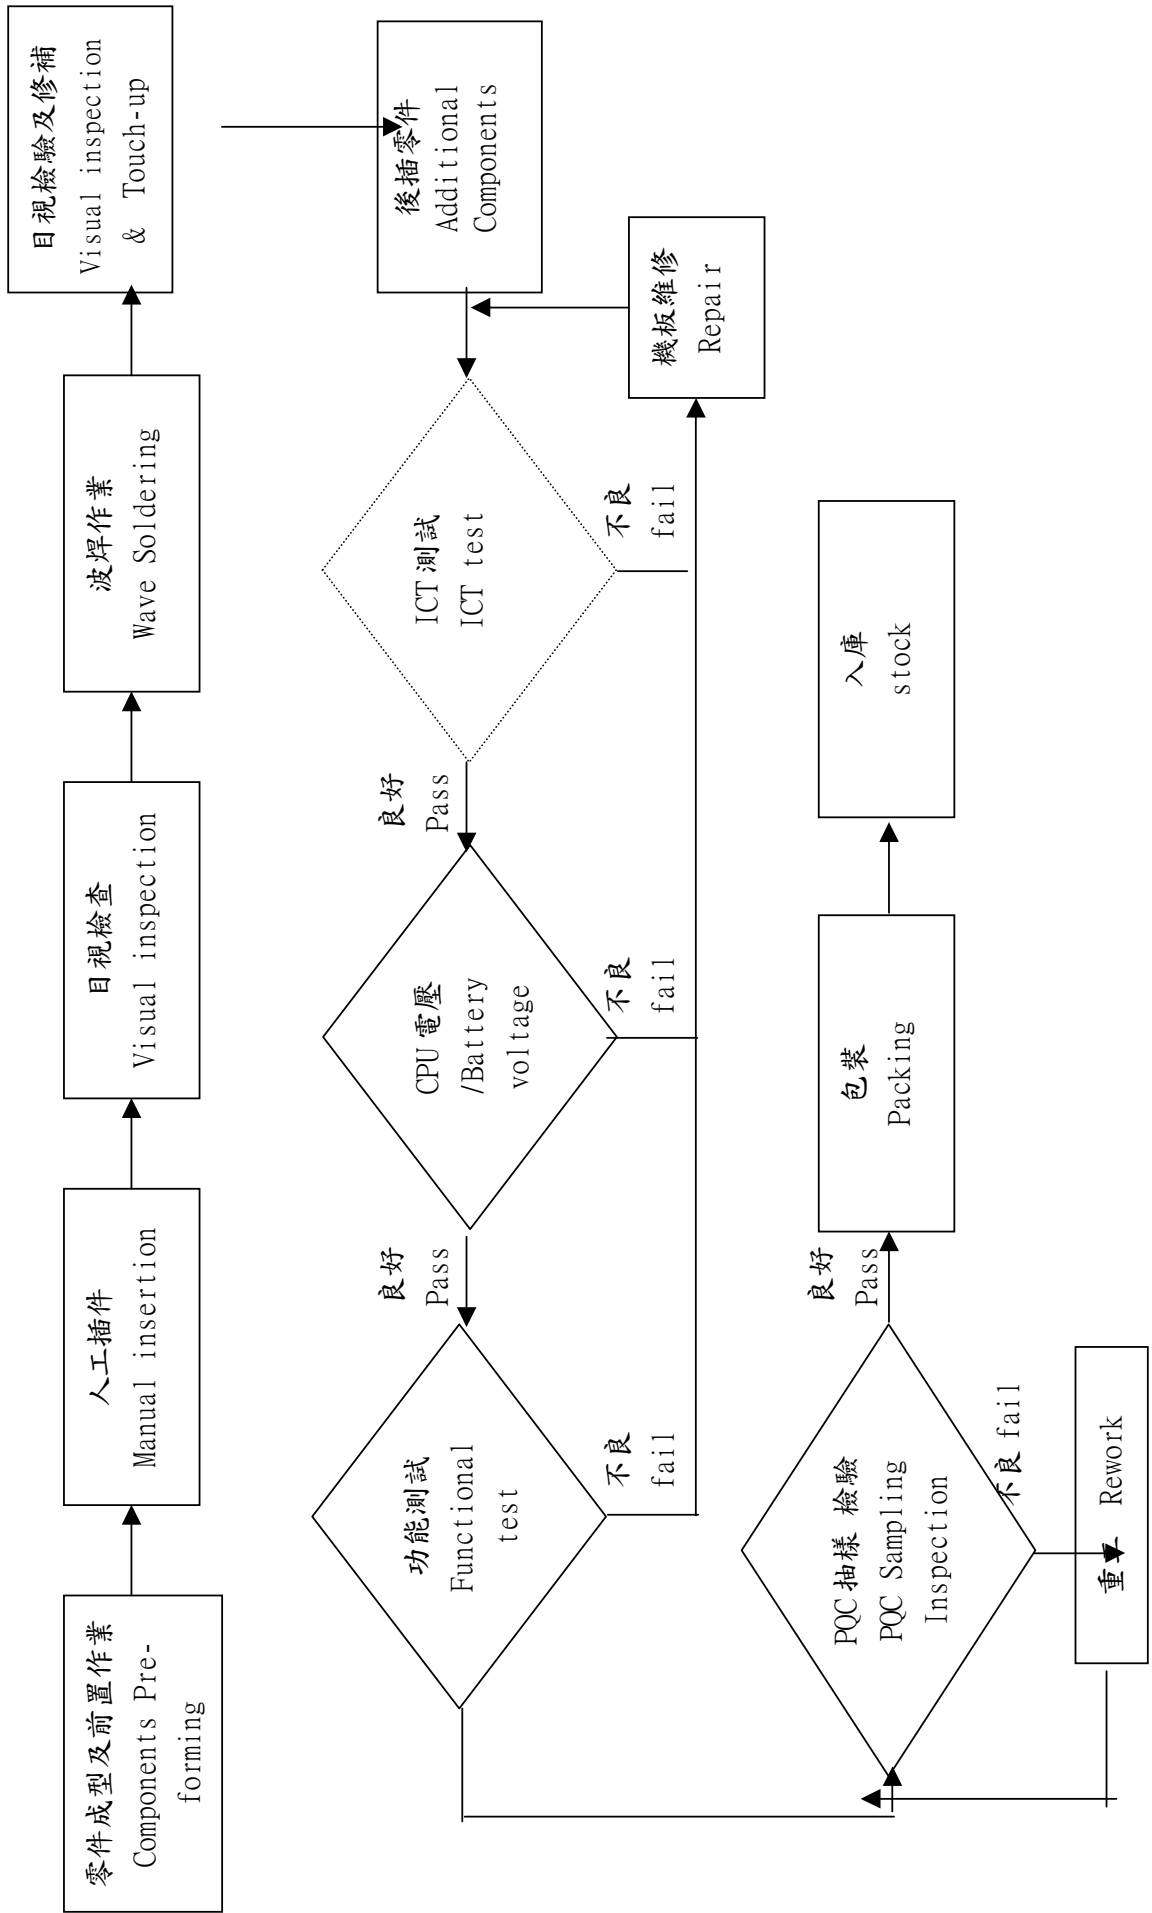 零件成型及前置作業
Components Pre-
forming
人工插件
Manual insertion
目視檢查
Visual inspection
波焊作業
Wave Soldering
目視檢驗及修補
Visual inspection
& Touch-up
後插零件
Additional
Components
機板維修
Repair
ICT 測試
ICT test
不良
fail
良好
Pass
CPU 電壓
/Battery
voltage
不良
fail
良好
Pass
功能測試
Functional
test
不良
fail
PQC 抽樣 檢驗
PQC Sampling
Inspection
不良 fail
重工 Rework
良好
Pass
包裝
Packing
入庫
stock